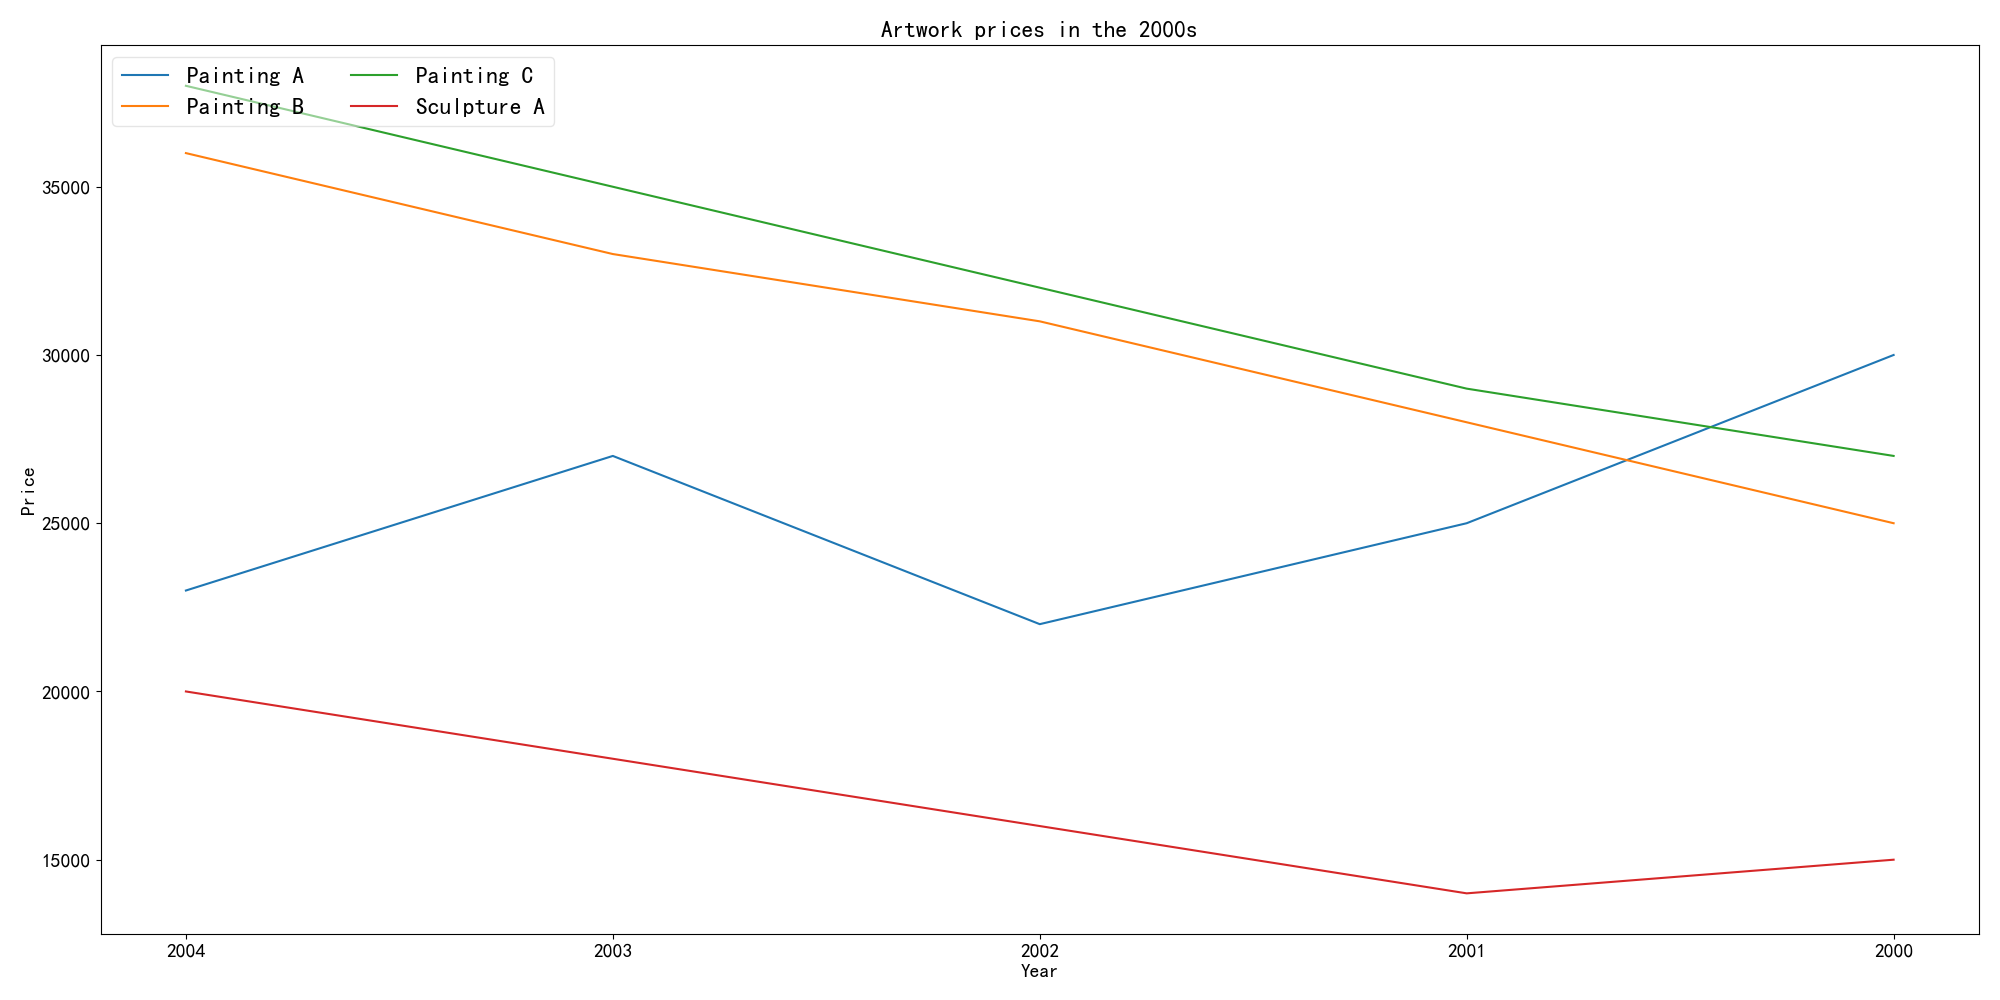 Artwork prices in the 2000s
Painting A
Painting B
Painting C
Sculpture A
Price
35000
30000
25000
20000
15000
2004 2003 2002 2001 2000
Year